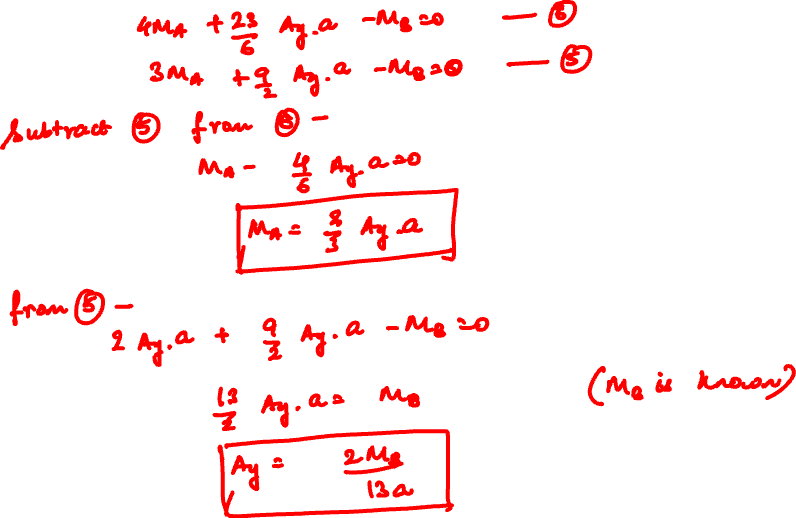 4M_A + 23/6 Ay.a - M_B = 0 — ⑥
3M_A + 9/2 Ay.a - M_B = 0 — ⑤
Subtract ⑤ from ⑥ -
M_A - 4/6 Ay.a = 0
M_A = 2/3 Ay.a
from ⑤ -
2 Ay.a + 9/2 Ay.a - M_B = 0
13/2 Ay.a = M_B (M_B is known)
Ay = 2M_B/13a